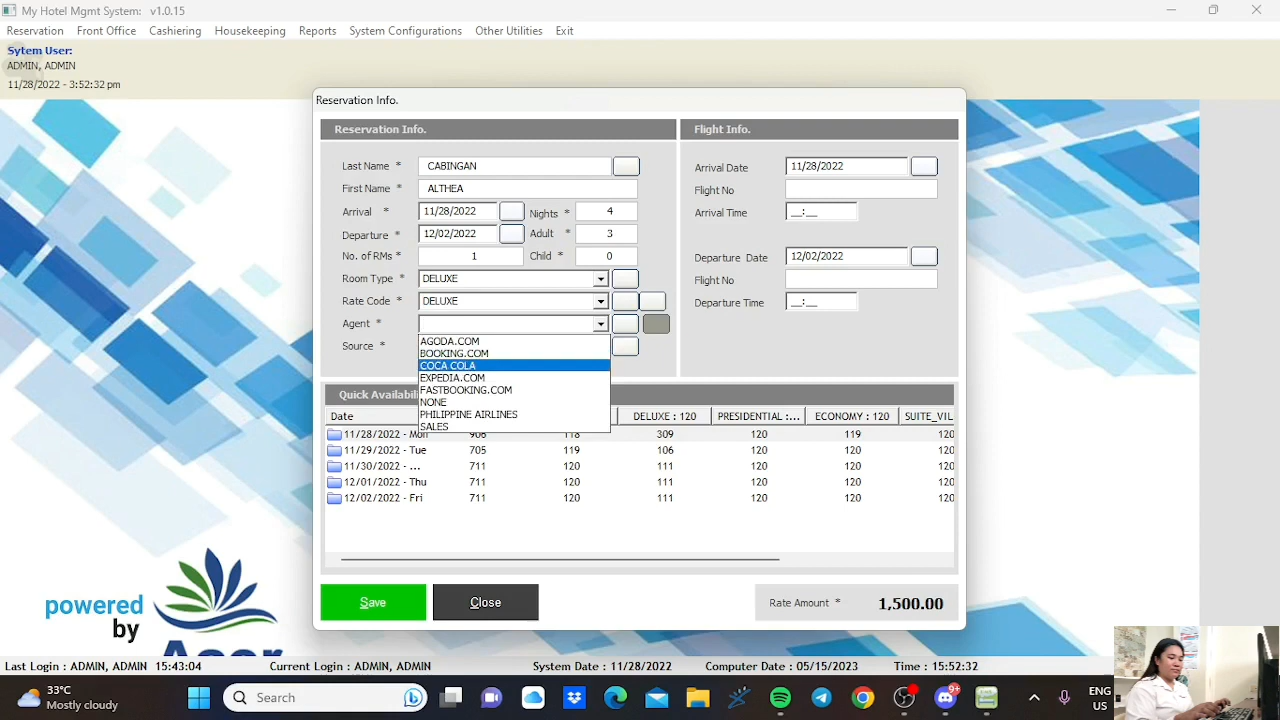 My Hotel Mgmt System: v1.0.15
Reservation Front Office Cashiering Housekeeping Reports System Configurations Other Utilities Exit
Sytem User:
ADMIN, ADMIN
11/28/2022 - 3:52:32 pm
Reservation Info.
Reservation Info.
Flight Info.
Last Name * CABINGAN
Arrival Date 11/28/2022
First Name * ALTHEA
Flight No
Arrival * 11/28/2022 Nights * 4
Arrival Time __:__
Departure * 12/02/2022 Adult * 3
No. of RMs* 1 Child * 0
Departure Date 12/02/2022
Room Type * DELUXE
Flight No
Rate Code * DELUXE
Departure Time __:__
Agent *
Source *
AGODA.COM
BOOKING.COM
COCA COLA
EXPEDIA.COM
FASTBOOKING.COM
NONE
PHILIPPINE AIRLINES
SALES
Quick
Date DELUXE : 120 PRESIDENTIAL :... ECONOMY : 120 SUITE_VIL
11/28/2022 - Mon 906 118 309 120 119 120
11/29/2022 - Tue 705 119 106 120 120 120
11/30/2022 - ... 711 120 111 120 120 120
12/01/2022 - Thu 711 120 111 120 120 120
12/02/2022 - Fri 711 120 111 120 120 120
Save Close Rate Amount * 1,500.00
powered
by
Last Login : ADMIN, ADMIN 15:43:04 Current Login : ADMIN, ADMIN System Date : 11/28/2022 Computer Date : 05/15/2023 Time : 15:52:32
33°C
Mostly cloudy
Search
ENG
US